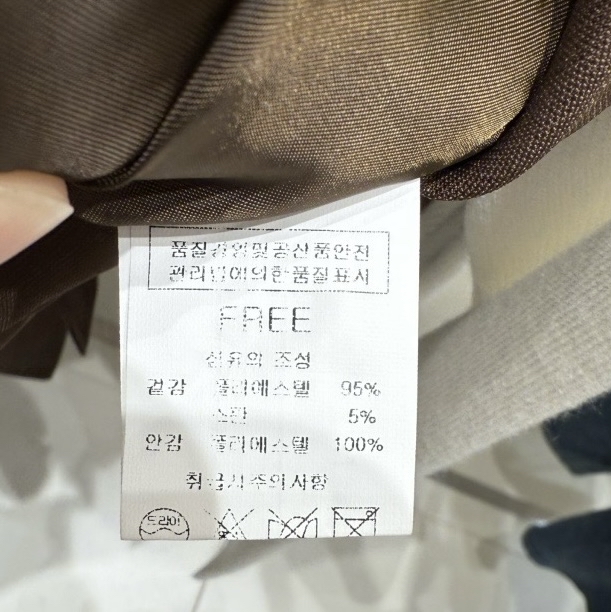 품질경영및공산품안전
관리법에의한품질표시
FREE
섬유의 조성
겉감 폴리에스텔 95%
스판 5%
안감 폴리에스텔 100%
취급시주의사항
드라이